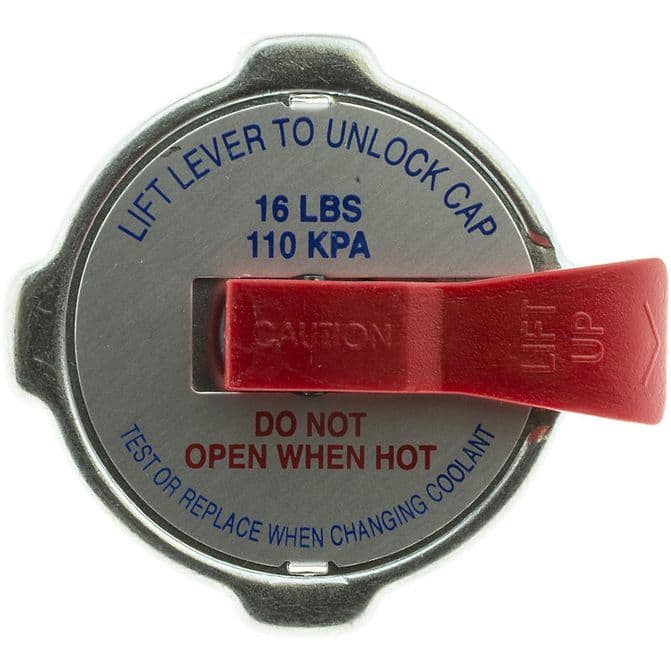 LIFT LEVER TO UNLOCK CAP
16 LBS
110 KPA
CAUTION
LIFT
UP
DO NOT
OPEN WHEN HOT
TEST OR REPLACE WHEN CHANGING COOLANT